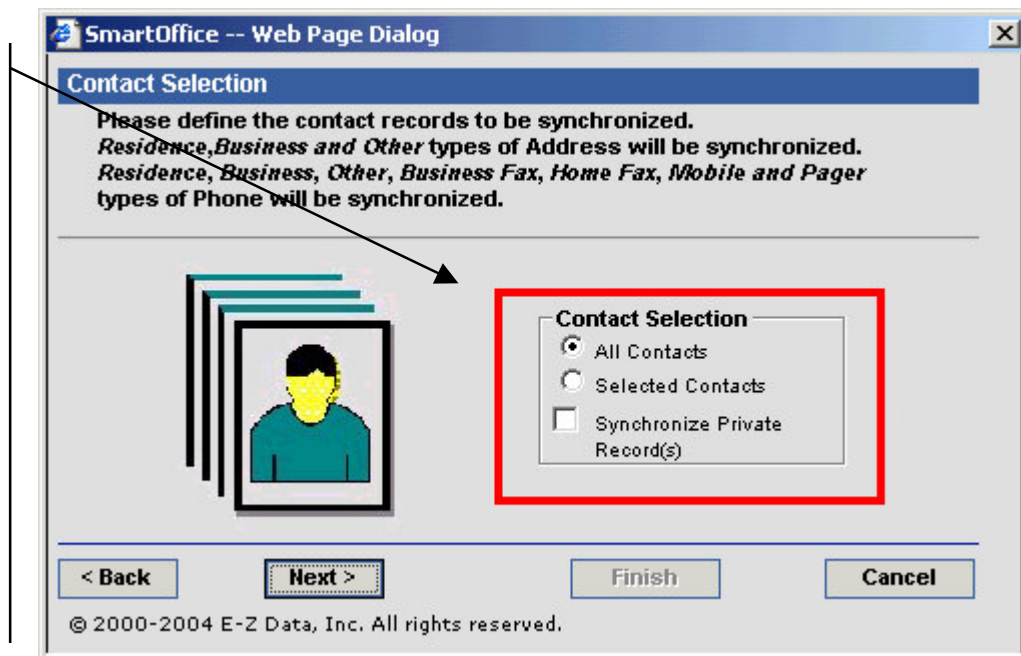 SmartOffice -- Web Page Dialog
Contact Selection
Please define the contact records to be synchronized.
Residence,Business and Other types of Address will be synchronized.
Residence, Business, Other, Business Fax, Home Fax, Mobile and Pager
types of Phone will be synchronized.
Contact Selection
All Contacts
Selected Contacts
Synchronize Private
Record(s)
< Back
Next >
Finish
Cancel
© 2000-2004 E-Z Data, Inc. All rights reserved.